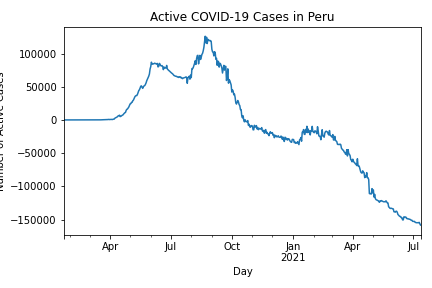 Active COVID-19 Cases in Peru
100000
50000
0
−50000
−100000
−150000
Number of Active Cases
Apr Jul Oct Jan Apr Jul
2021
Day